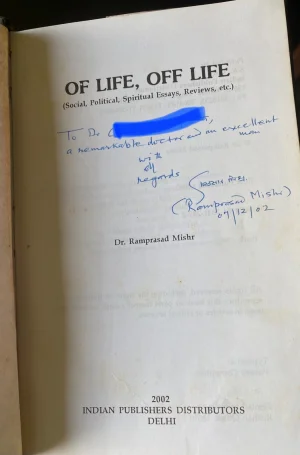 OF LIFE, OFF LIFE
(Social, Political, Spiritual Essays, Reviews, etc.)
To Dr
a remarkable doctor and an excellent
man
with
all
regards
(Ramprasad Mishr)
07/12/02
Dr. Ramprasad Mishr
2002
INDIAN PUBLISHERS DISTRIBUTORS
DELHI